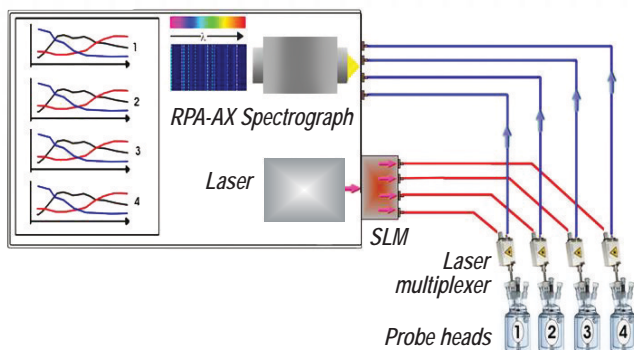 1
2
3
4
λ
RPA-AX Spectrograph
Laser
SLM
Laser
multiplexer
Probe heads
1 2 3 4